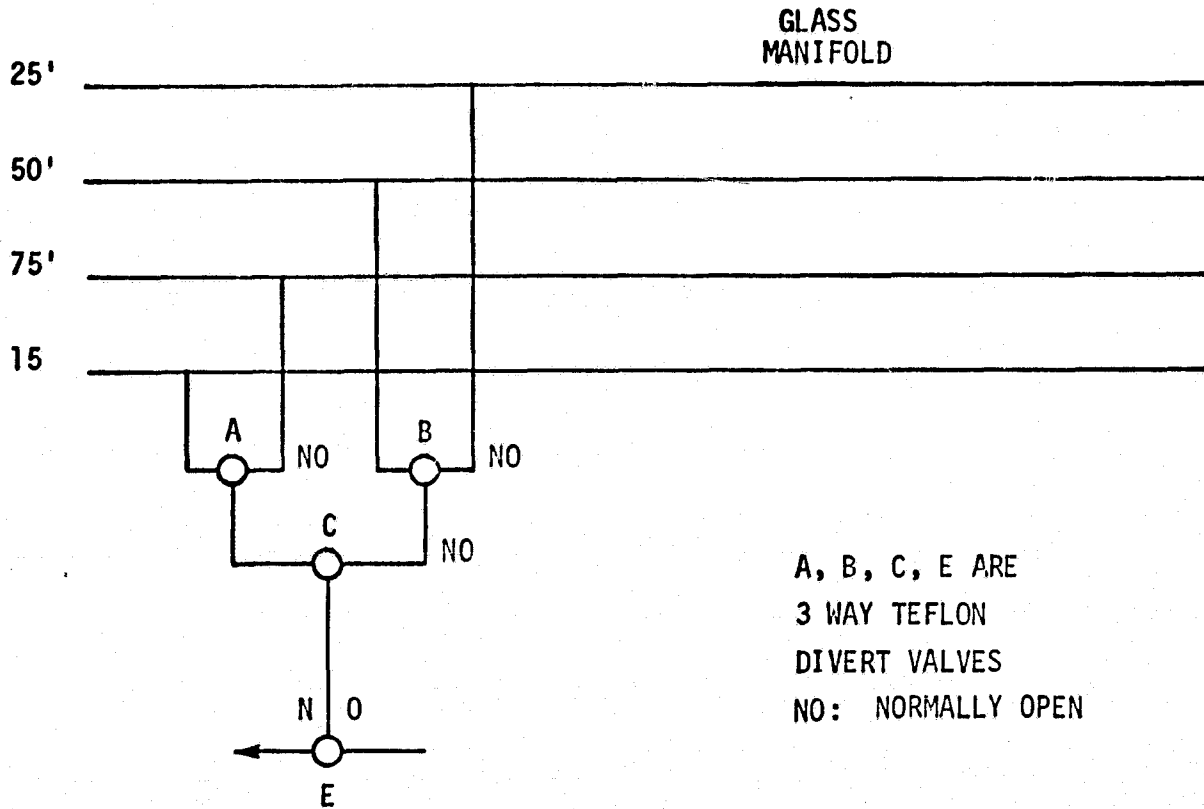 GLASS
MANIFOLD
25'
50'
75'
15
A
NO
B
NO
C
NO
A, B, C, E ARE
3 WAY TEFLON
DIVERT VALVES
NO: NORMALLY OPEN
N O
E